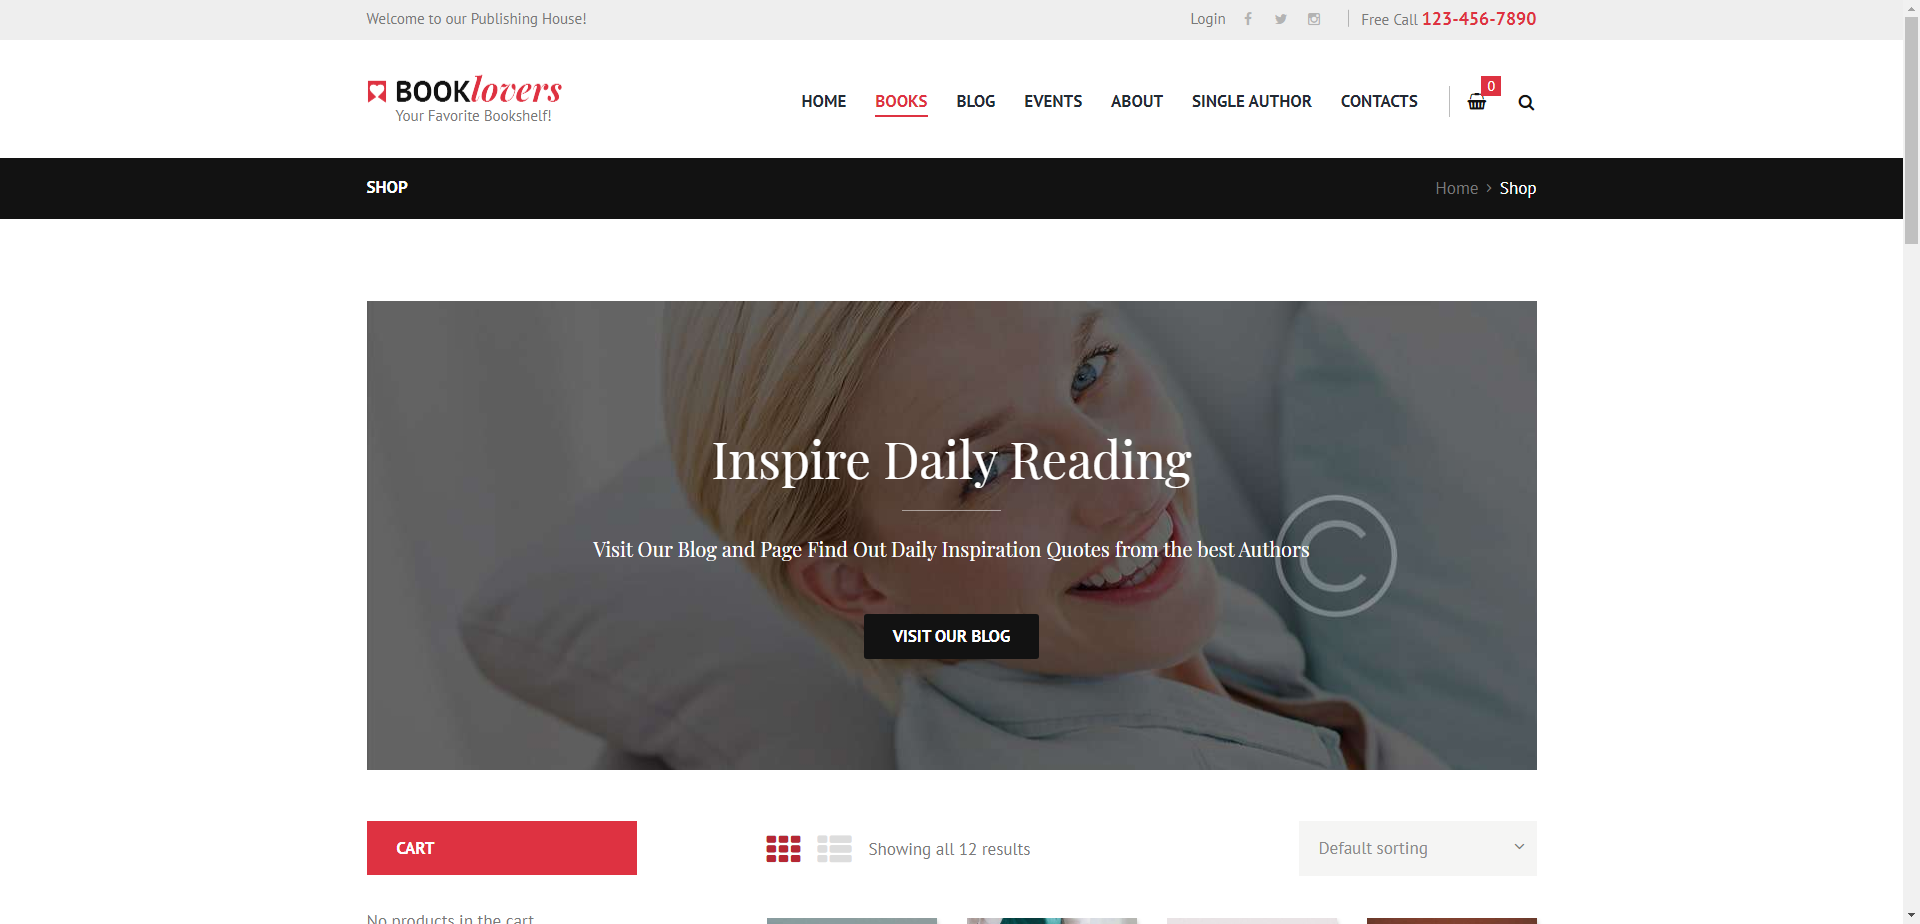 Welcome to our Publishing House!
Login
Free Call 123-456-7890
BOOKlovers
Your Favorite Bookshelf!
HOME BOOKS BLOG EVENTS ABOUT SINGLE AUTHOR CONTACTS
0
SHOP
Home > Shop
Inspire Daily Reading
Visit Our Blog and Page Find Out Daily Inspiration Quotes from the best Authors
VISIT OUR BLOG
CART
Showing all 12 results
Default sorting
No products in the cart